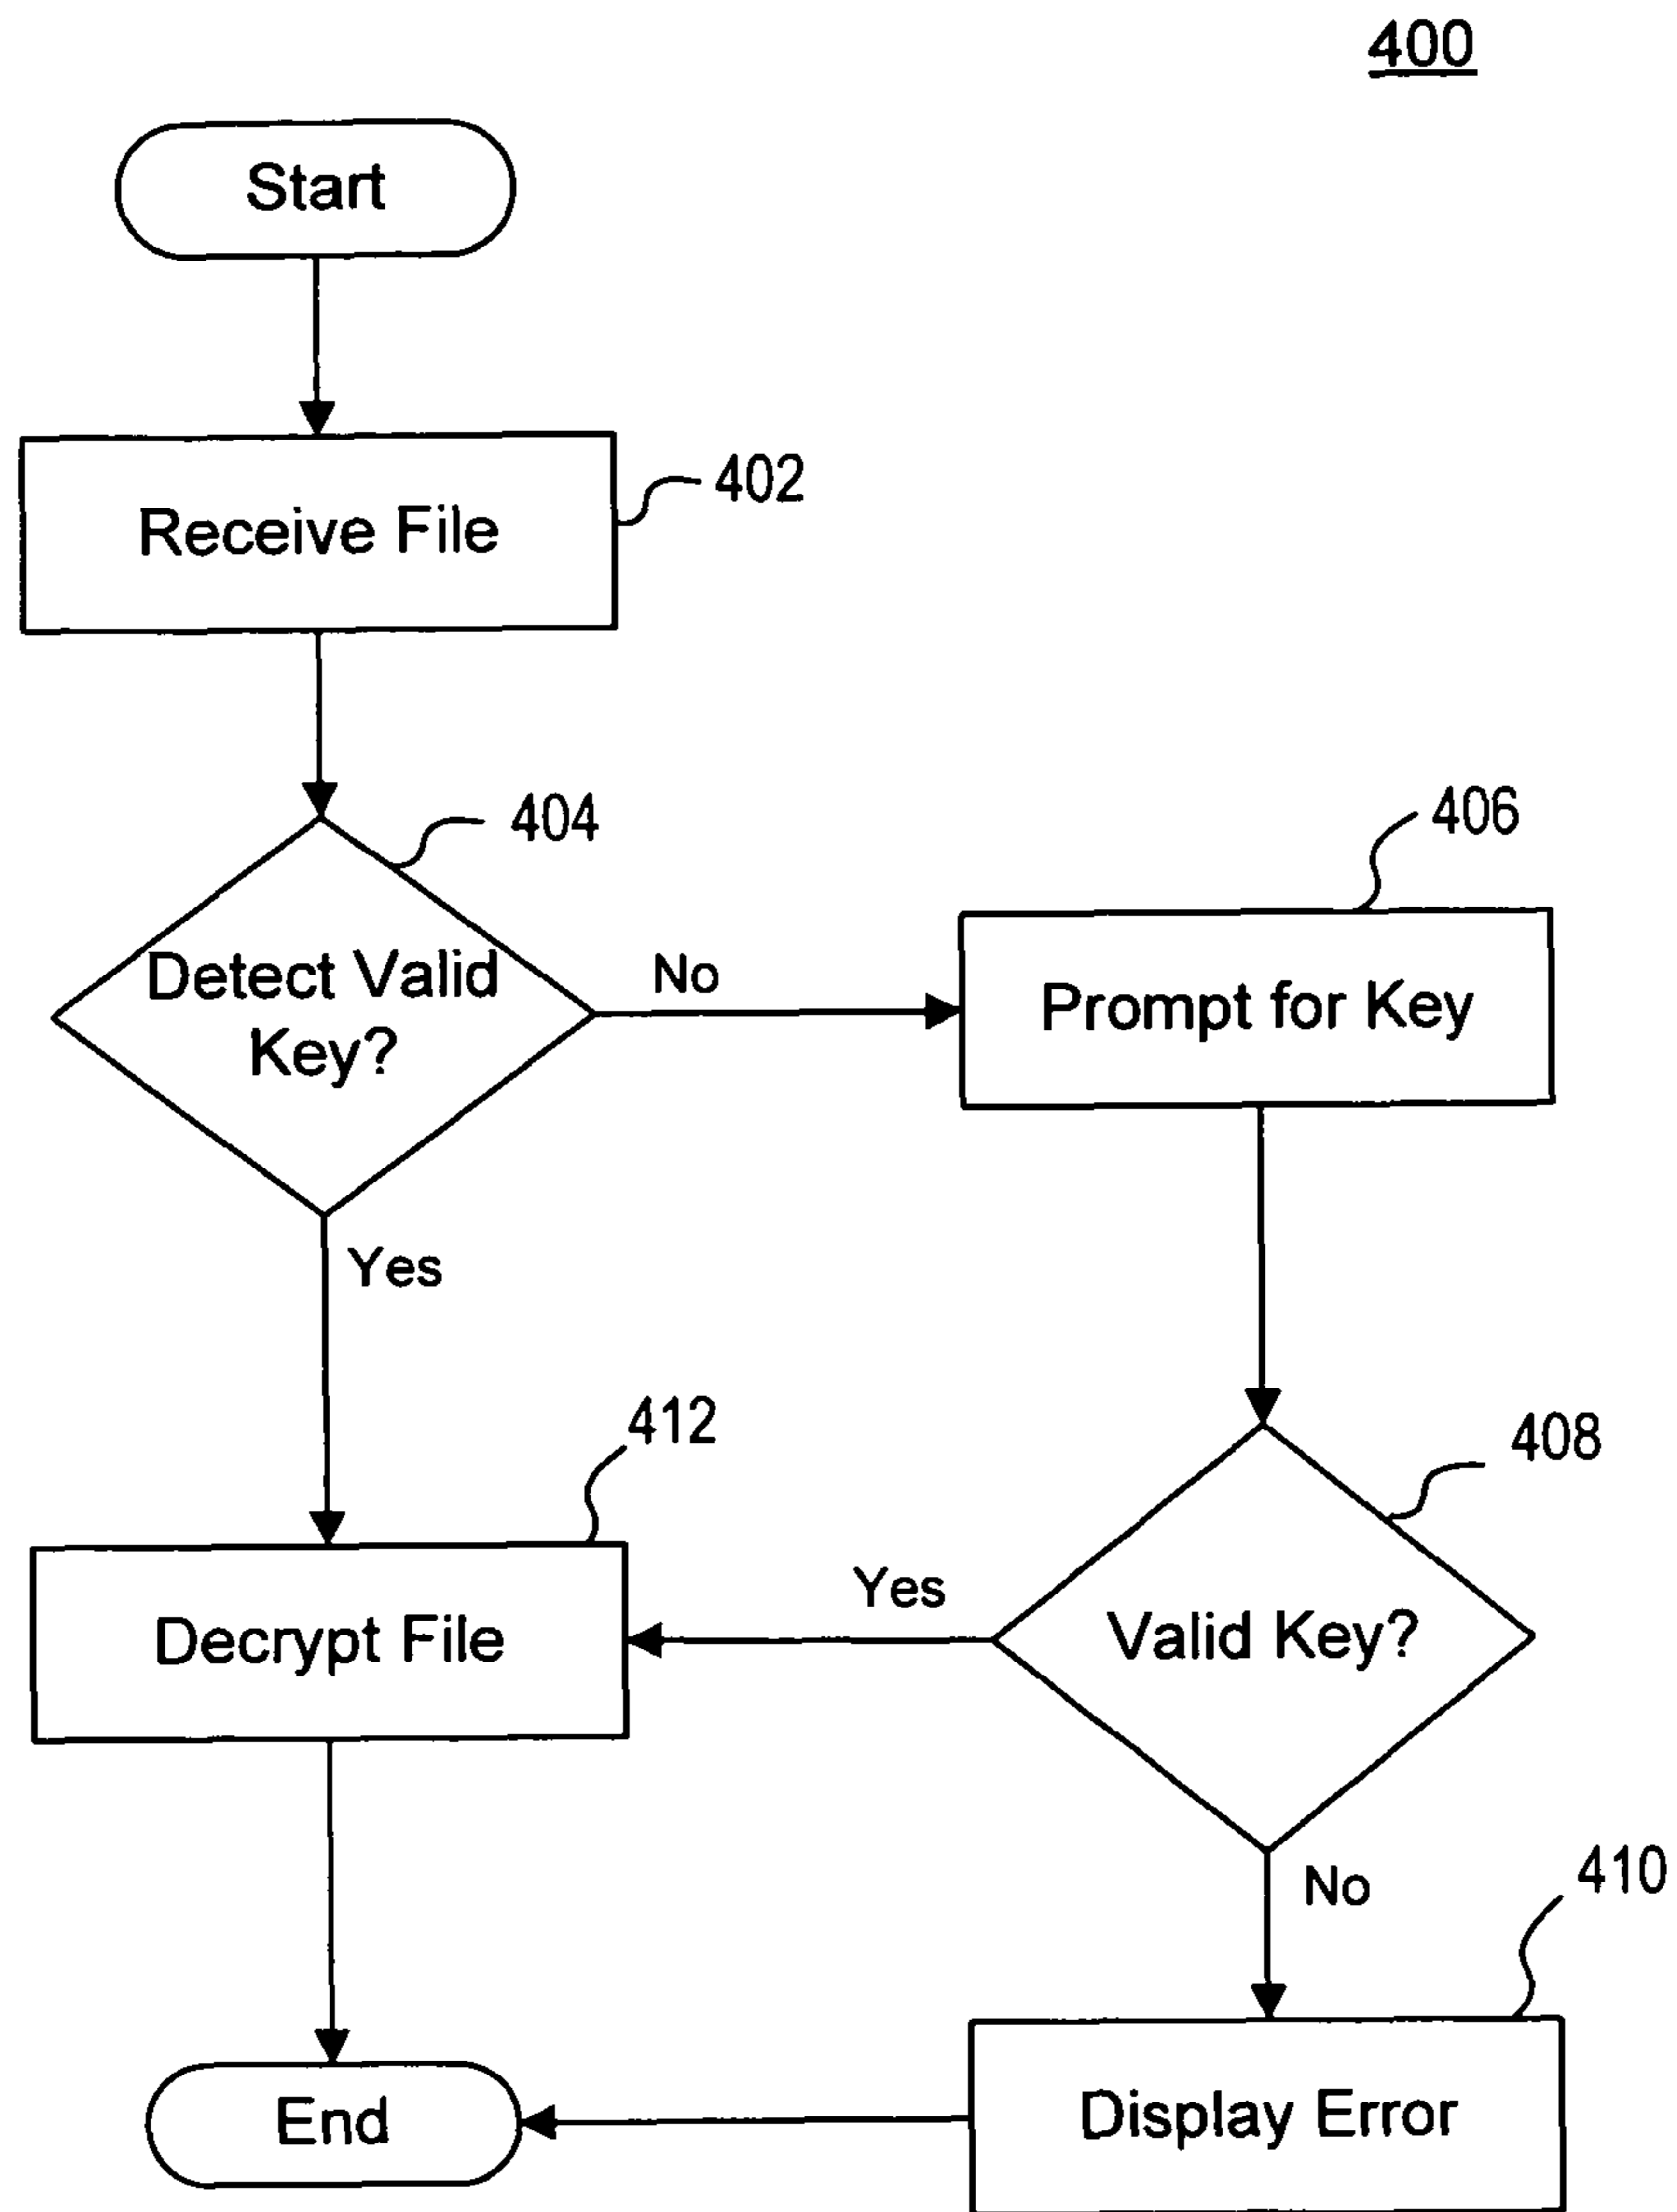 400
Start
Receive File
402
404
Detect Valid
Key?
No
406
Prompt for Key
Yes
412
Decrypt File
Yes
408
Valid Key?
No
410
End
Display Error